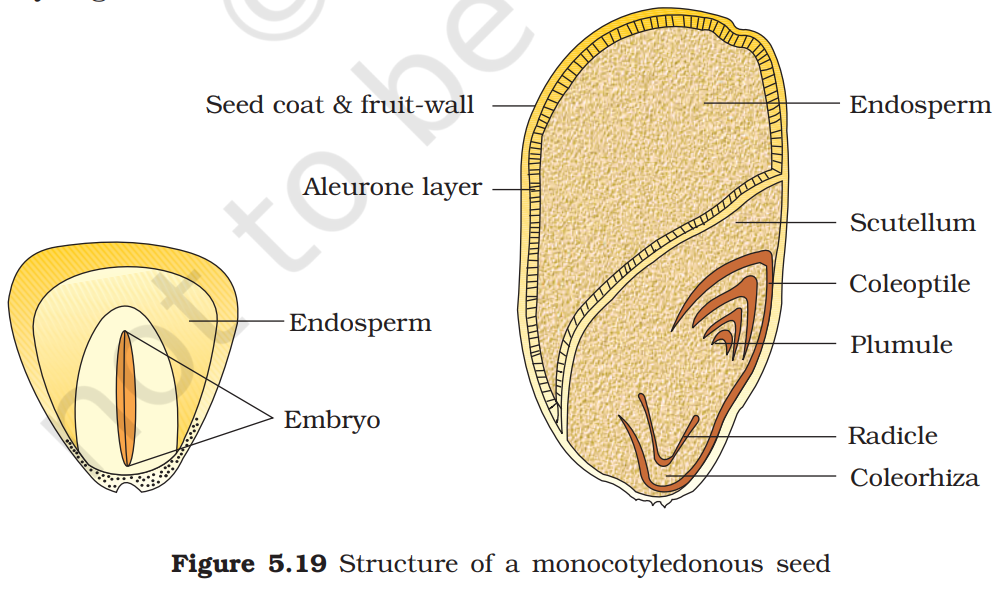 ©
not to be
Seed coat & fruit-wall
Endosperm
Aleurone layer
Scutellum
Coleoptile
Endosperm
Plumule
Embryo
Radicle
Coleorhiza
Figure 5.19 Structure of a monocotyledonous seed